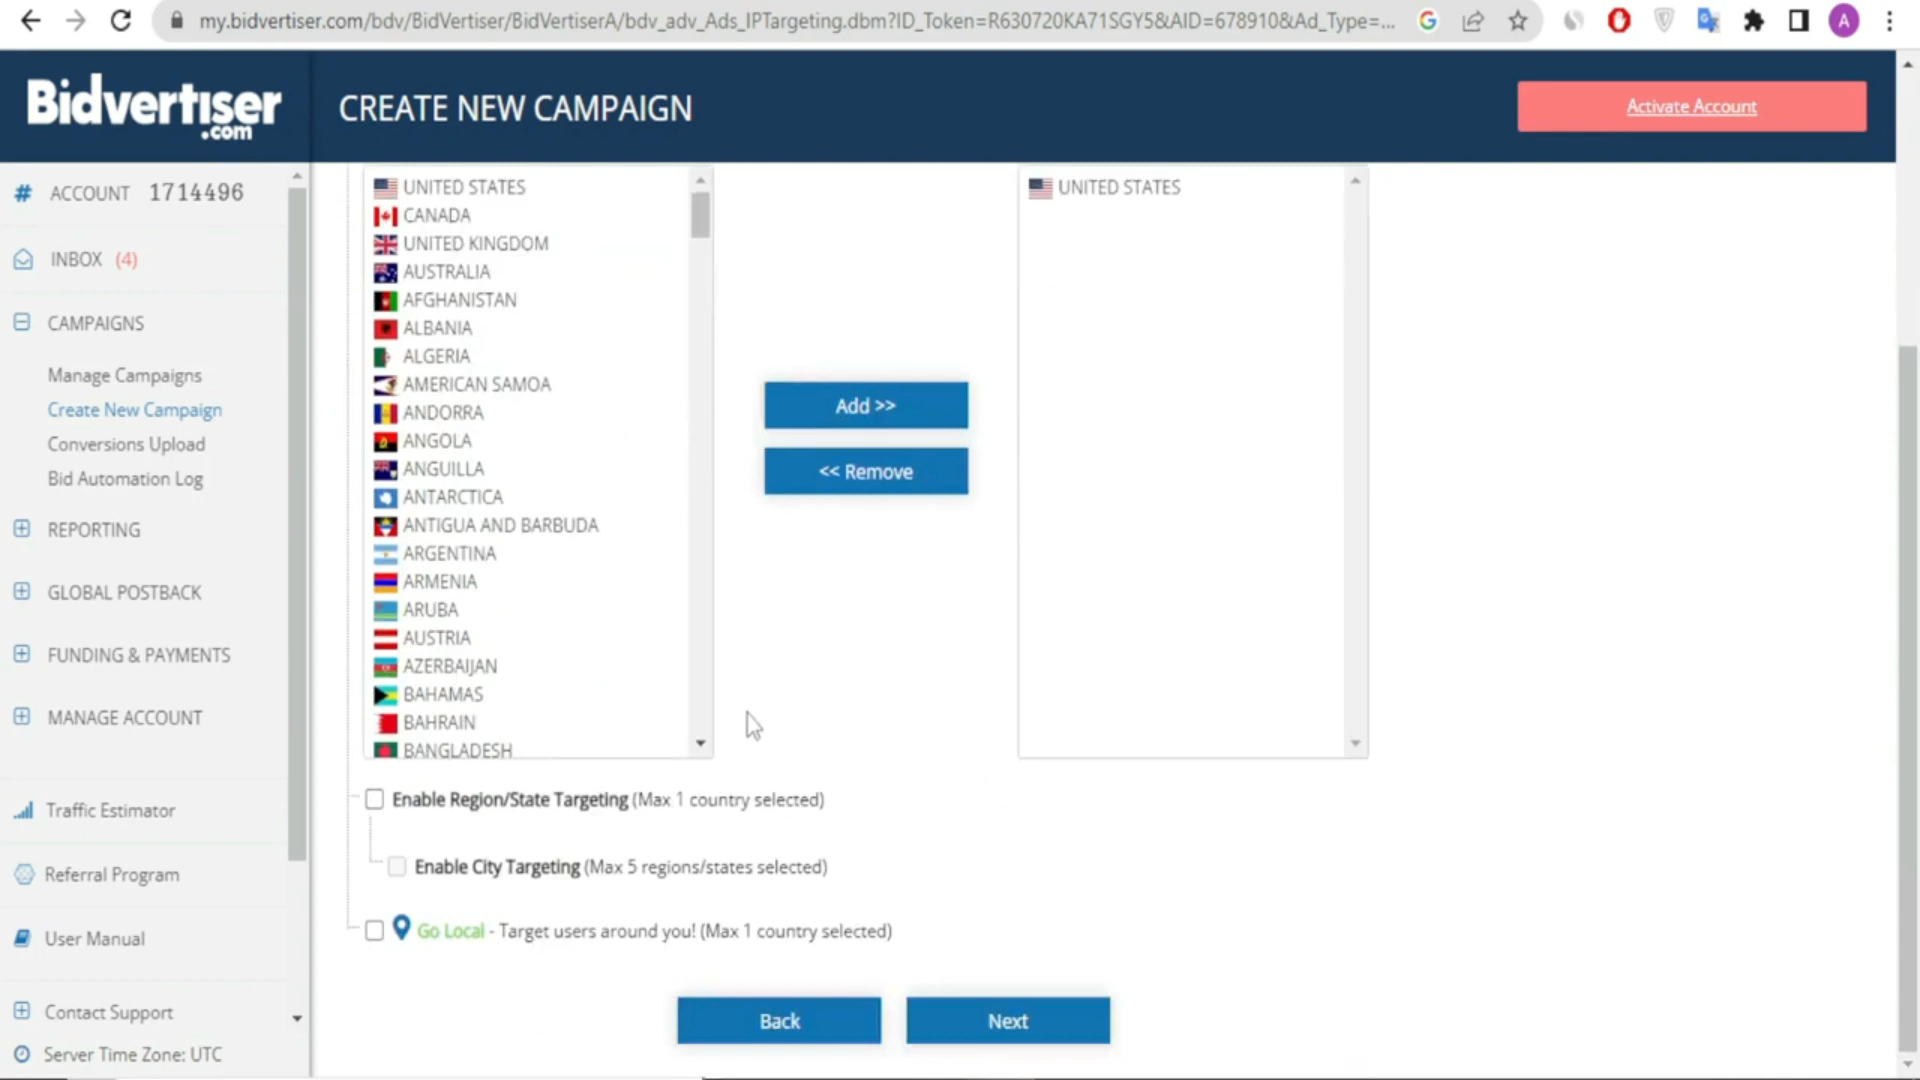 my.bidvertiser.com/bdv/BidVertiser/BidVertiserA/bdv_adv_Ads_IPTargeting.dbm?ID_Token=R630720KA71SGY5&AID=678910&Ad_Type=...
A
Bidvertiser
.com
CREATE NEW CAMPAIGN
Activate Account
# ACCOUNT 1714496
INBOX (4)
CAMPAIGNS
Manage Campaigns
Create New Campaign
Conversions Upload
Bid Automation Log
REPORTING
GLOBAL POSTBACK
FUNDING & PAYMENTS
MANAGE ACCOUNT
Traffic Estimator
Referral Program
User Manual
Contact Support
Server Time Zone: UTC
UNITED STATES
CANADA
UNITED KINGDOM
AUSTRALIA
AFGHANISTAN
ALBANIA
ALGERIA
AMERICAN SAMOA
ANDORRA
ANGOLA
ANGUILLA
ANTARCTICA
ANTIGUA AND BARBUDA
ARGENTINA
ARMENIA
ARUBA
AUSTRIA
AZERBAIJAN
BAHAMAS
BAHRAIN
BANGLADESH
Add >>
<< Remove
UNITED STATES
Enable Region/State Targeting (Max 1 country selected)
Enable City Targeting (Max 5 regions/states selected)
Go Local - Target users around you! (Max 1 country selected)
Back
Next